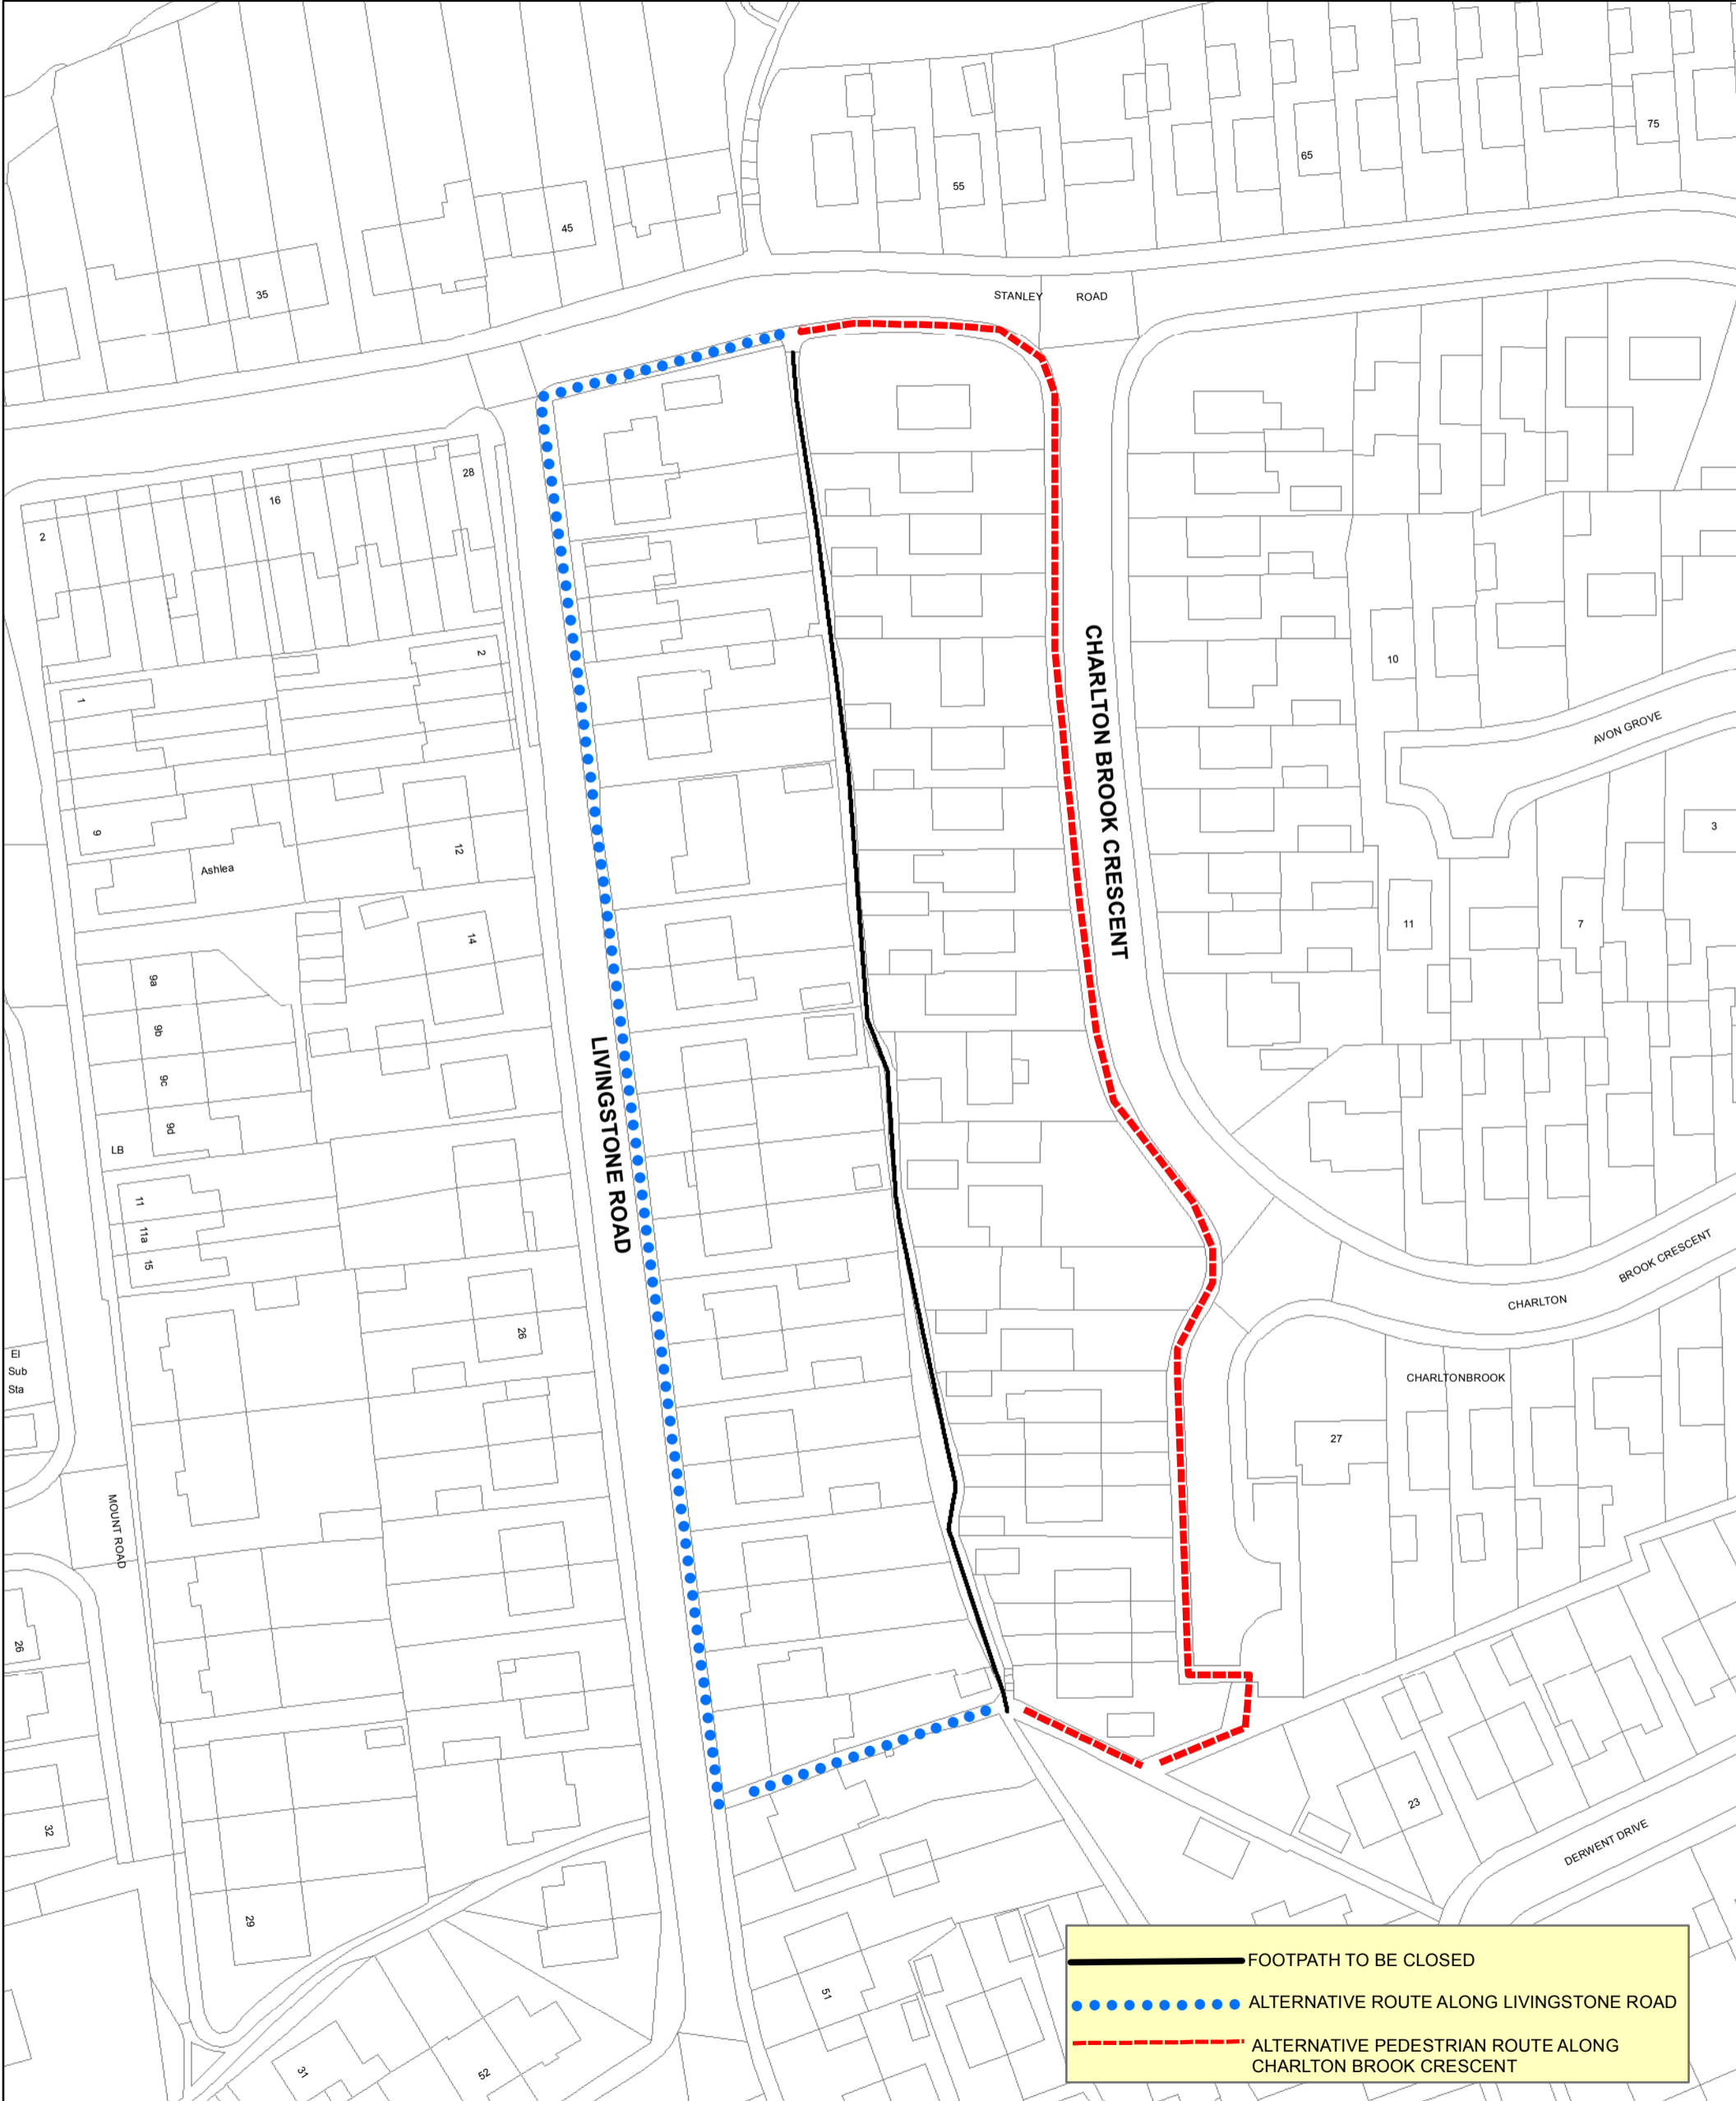 75
65
55
45
35
STANLEY ROAD
28
16
2
2
1
9
12
Ashlea
14
9a
9b
9c
9d
LB
11
11a
15
26
El
Sub
Sta
MOUNT ROAD
26
32
29
31
52
51
LIVINGSTONE ROAD
CHARLTON BROOK CRESCENT
10
AVON GROVE
3
11
7
BROOK CRESCENT
CHARLTON
CHARLTONBROOK
27
23
DERWENT DRIVE
FOOTPATH TO BE CLOSED
ALTERNATIVE ROUTE ALONG LIVINGSTONE ROAD
ALTERNATIVE PEDESTRIAN ROUTE ALONG
CHARLTON BROOK CRESCENT